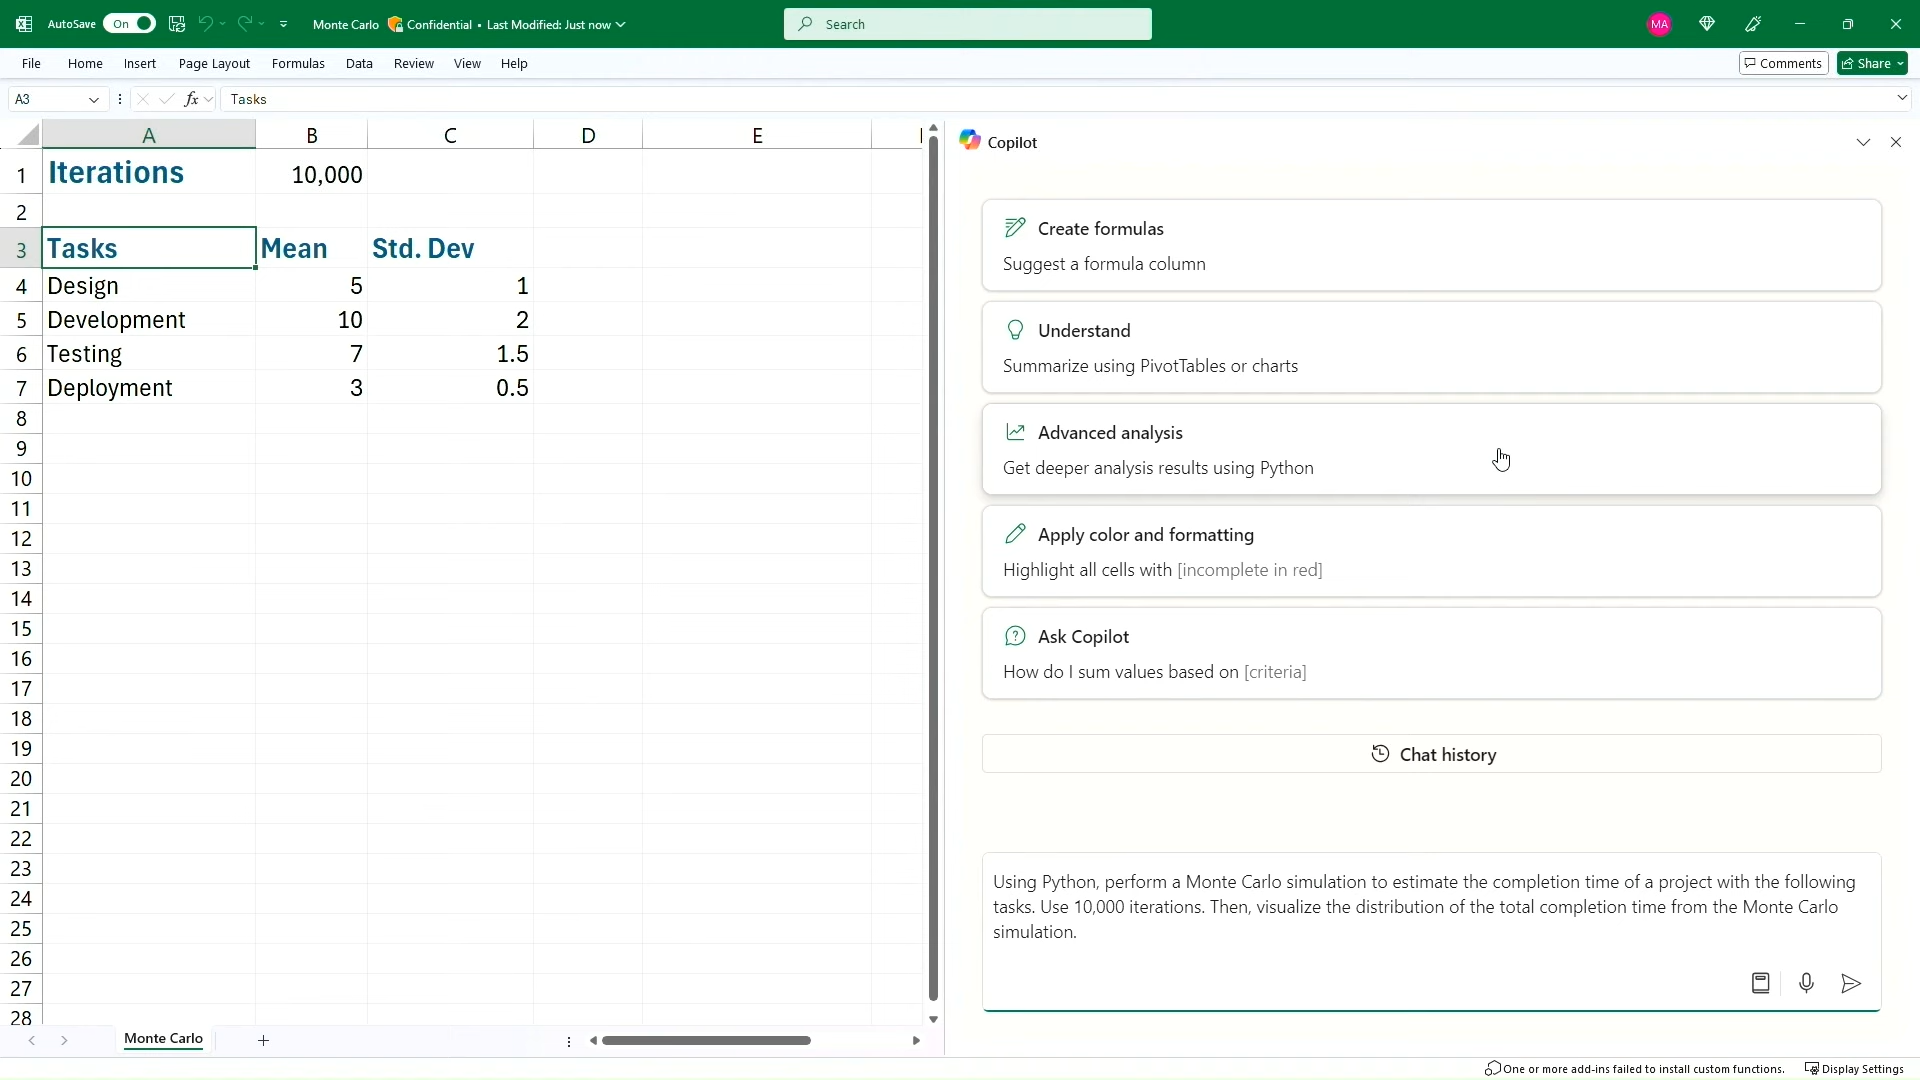 AutoSave On Monte Carlo Confidential • Last Modified: Just now Search MA
File Home Insert Page Layout Formulas Data Review View Help Comments Share
A3 fx Tasks
A B C D E
1 Iterations 10,000
2
3 Tasks Mean Std. Dev
4 Design 5 1
5 Development 10 2
6 Testing 7 1.5
7 Deployment 3 0.5
8
9
10
11
12
13
14
15
16
17
18
19
20
21
22
23
24
25
26
27
28
Monte Carlo
Copilot
Create formulas
Suggest a formula column
Understand
Summarize using PivotTables or charts
Advanced analysis
Get deeper analysis results using Python
Apply color and formatting
Highlight all cells with [incomplete in red]
Ask Copilot
How do I sum values based on [criteria]
Chat history
Using Python, perform a Monte Carlo simulation to estimate the completion time of a project with the following
tasks. Use 10,000 iterations. Then, visualize the distribution of the total completion time from the Monte Carlo
simulation.
One or more add-ins failed to install custom functions. Display Settings